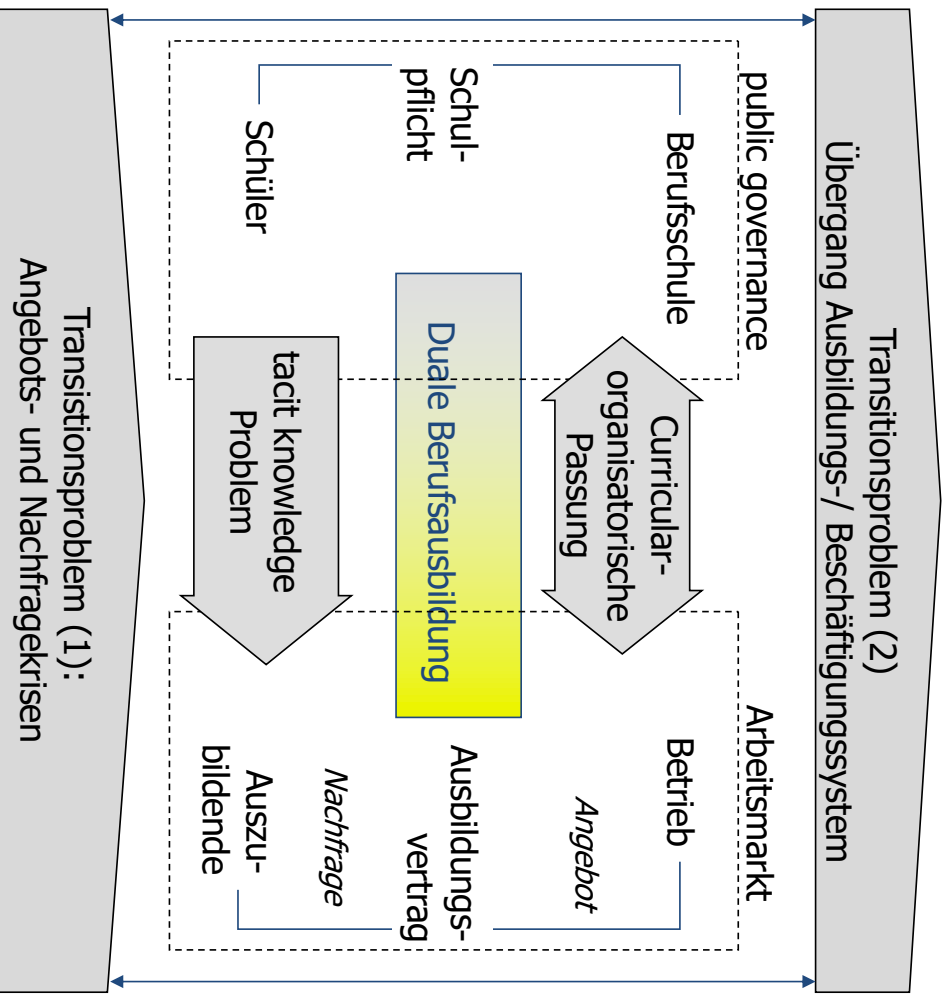 Transitionsproblem (2)
Übergang Ausbildungs-/ Beschäftigungssystem
public governance
Arbeitsmarkt
Berufsschule
Curricular-
organisatorische
Passung
Betrieb
Angebot
Schul-
pflicht
Duale Berufsausbildung
Ausbildungs-
vertrag
Nachfrage
Schüler
tacit knowledge
Problem
Auszu-
bildende
Transistionsproblem (1):
Angebots- und Nachfragekrisen